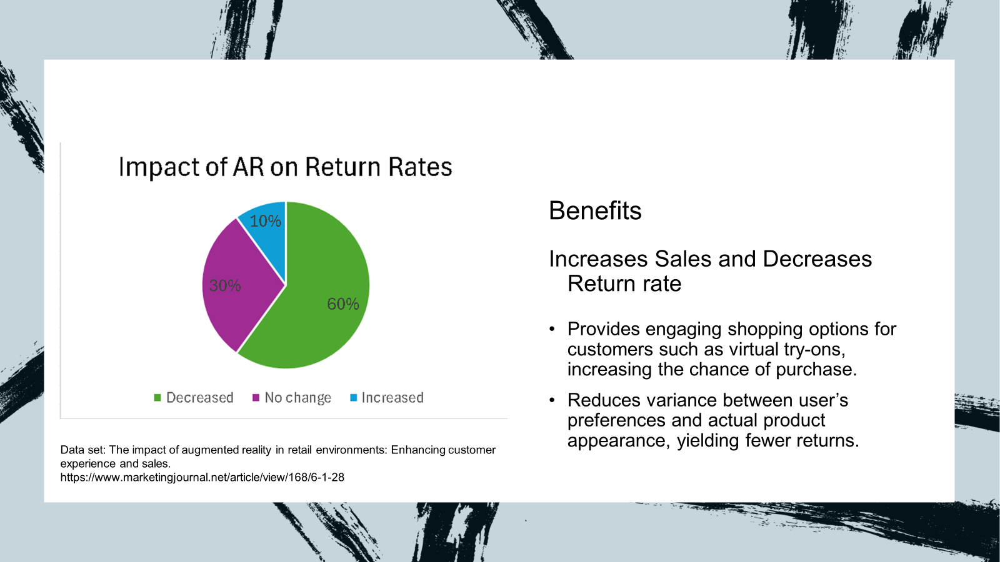 Impact of AR on Return Rates
10%
30%
60%
Decreased No change Increased
Data set: The impact of augmented reality in retail environments: Enhancing customer
experience and sales.
https://www.marketingjournal.net/article/view/168/6-1-28
Benefits
Increases Sales and Decreases
Return rate
• Provides engaging shopping options for
customers such as virtual try-ons,
increasing the chance of purchase.
• Reduces variance between user’s
preferences and actual product
appearance, yielding fewer returns.